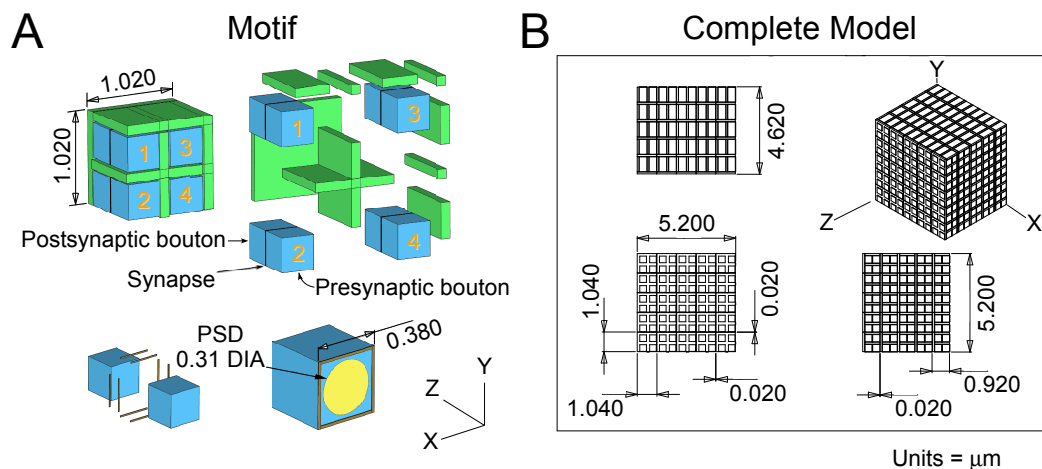 A
Motif
1.020
1.020
1
3
2
4
1
3
2
4
Postsynaptic bouton
Synapse
Presynaptic bouton
PSD
0.31 DIA
0.380
Y
Z
X
B
Complete Model
4.620
Y
Z
X
5.200
1.040
0.020
1.040
0.020
5.200
0.920
0.020
Units = μm